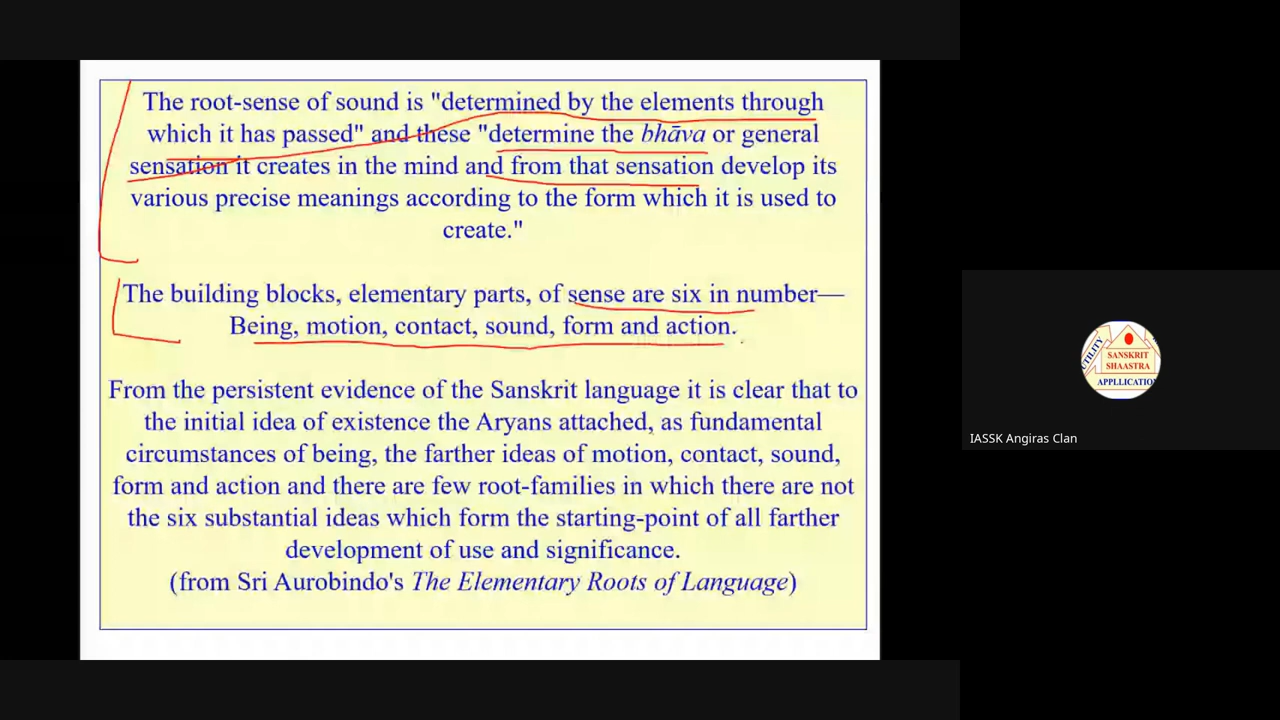 The root-sense of sound is "determined by the elements through
which it has passed" and these "determine the bhāva or general
sensation it creates in the mind and from that sensation develop its
various precise meanings according to the form which it is used to
create."
The building blocks, elementary parts, of sense are six in number—
Being, motion, contact, sound, form and action.
From the persistent evidence of the Sanskrit language it is clear that to
the initial idea of existence the Aryans attached, as fundamental
circumstances of being, the farther ideas of motion, contact, sound,
form and action and there are few root-families in which there are not
the six substantial ideas which form the starting-point of all farther
development of use and significance.
(from Sri Aurobindo's The Elementary Roots of Language)
UTILITY
SANSKRIT
SHAASTRA
APPLLICATION
IASSK Angiras Clan